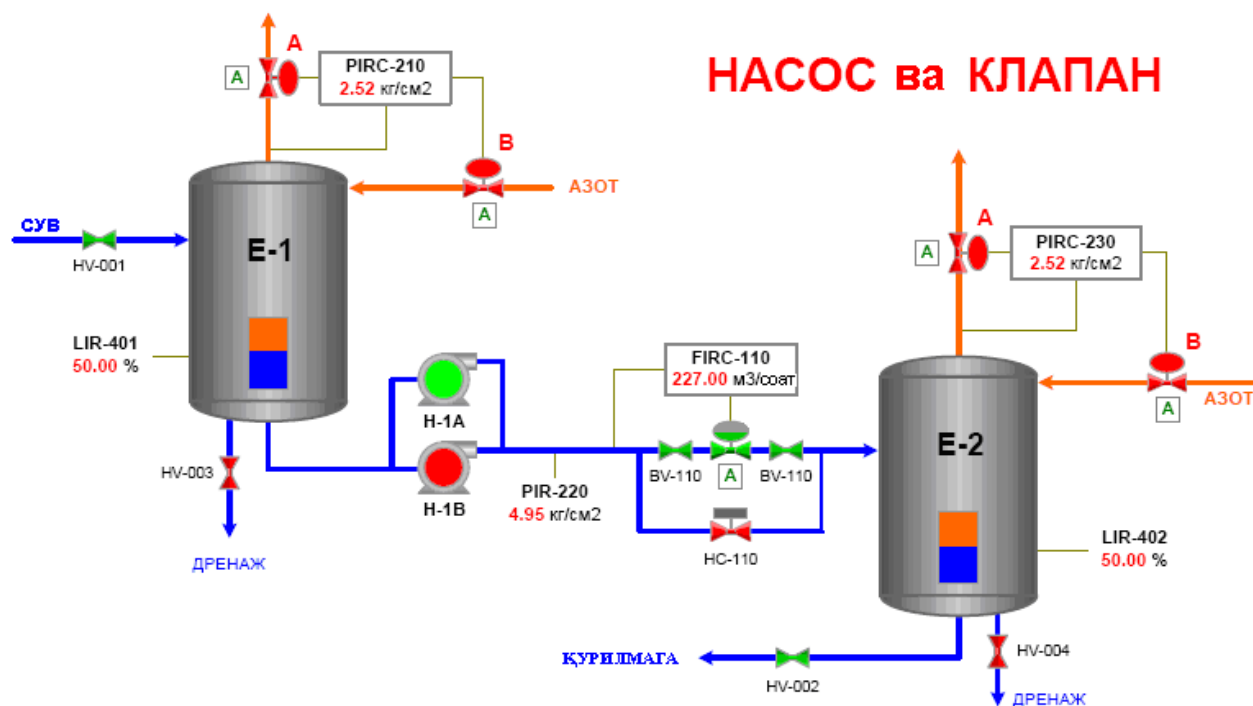 НАСОС ва КЛАПАН
A
A
PIRC-210
2.52 кг/см2
B
АЗОТ
A
СУВ
HV-001
E-1
LIR-401
50.00 %
HV-003
ДРЕНАЖ
H-1A
H-1B
PIR-220
4.95 кг/см2
FIRC-110
227.00 м3/соат
BV-110
A
BV-110
HC-110
A
A
PIRC-230
2.52 кг/см2
B
АЗОТ
A
E-2
LIR-402
50.00 %
ҚУРИЛМАГА
HV-002
HV-004
ДРЕНАЖ